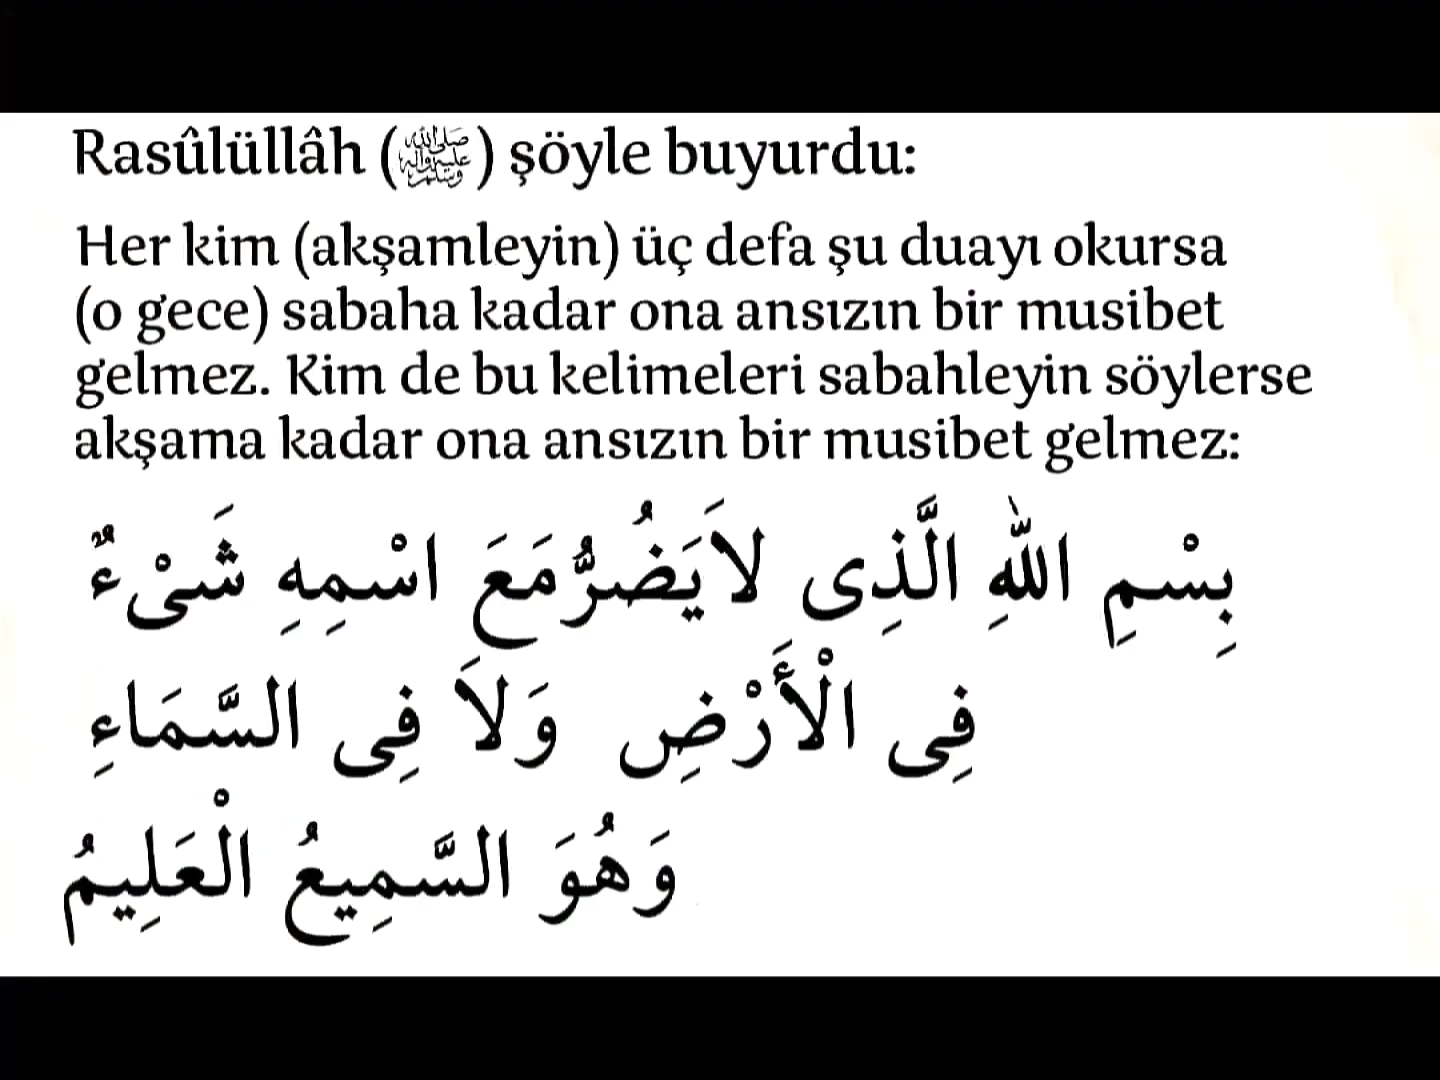 Rasûlüllâh (ﷺ) şöyle buyurdu:
Her kim (akşamleyin) üç defa şu duayı okursa
(o gece) sabaha kadar ona ansızın bir musibet
gelmez. Kim de bu kelimeleri sabahleyin söylerse
akşama kadar ona ansızın bir musibet gelmez:
بِسْمِ اللهِ الَّذِى لاَيَضُرُّ مَعَ اسْمِهِ شَىْءٌ
فِى الْأَرْضِ وَلاَ فِى السَّمَاءِ
وَهُوَ السَّمِيعُ الْعَلِيمُ